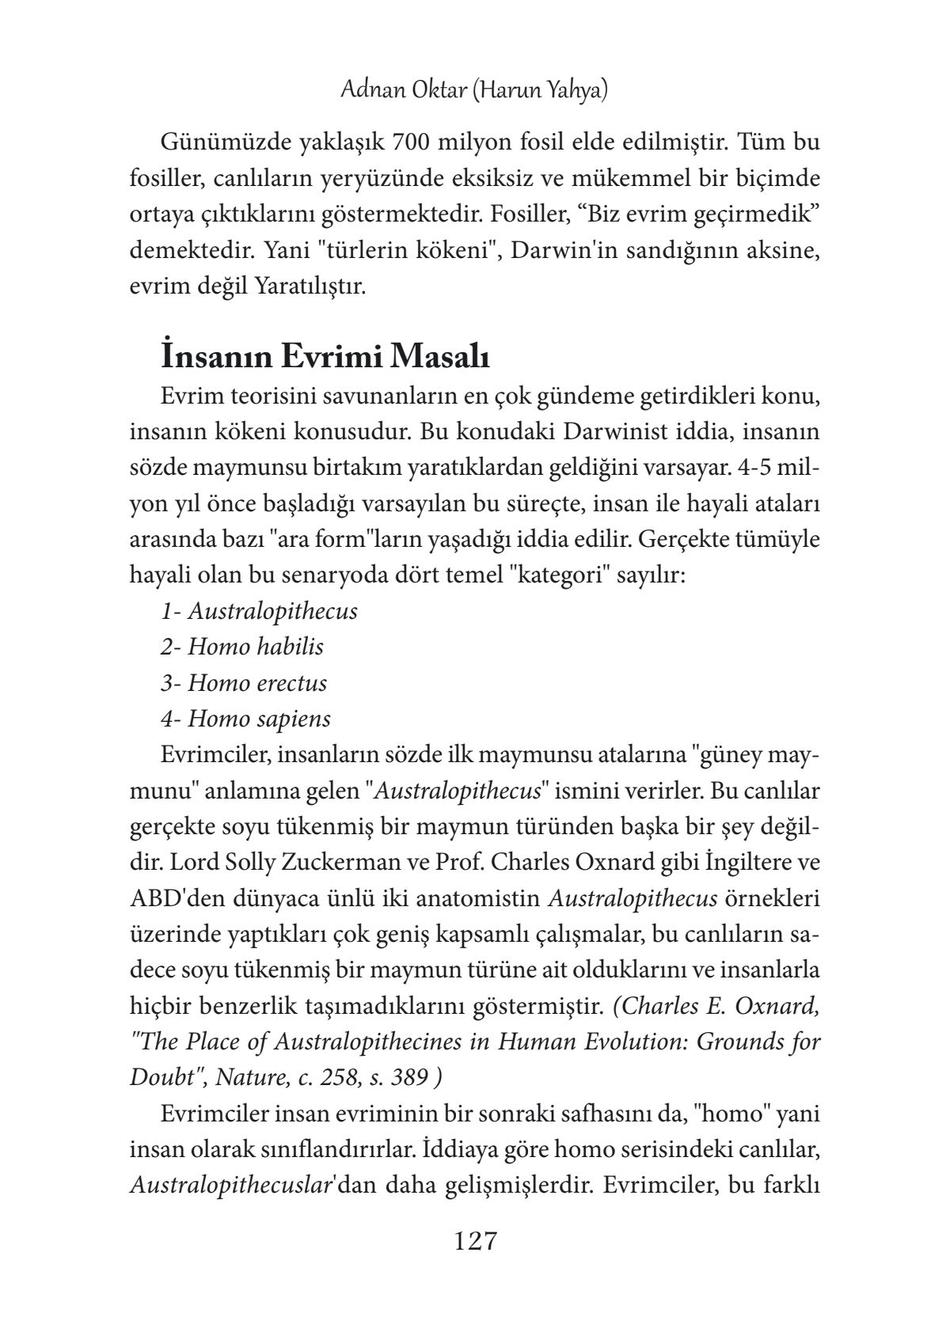 Adnan Oktar (Harun Yahya)
Günümüzde yaklaşık 700 milyon fosil elde edilmiştir. Tüm bu
fosiller, canlıların yeryüzünde eksiksiz ve mükemmel bir biçimde
ortaya çıktıklarını göstermektedir. Fosiller, “Biz evrim geçirmedik”
demektedir. Yani "türlerin kökeni", Darwin'in sandığının aksine,
evrim değil Yaratılıştır.
İnsanın Evrimi Masalı
Evrim teorisini savunanların en çok gündeme getirdikleri konu,
insanın kökeni konusudur. Bu konudaki Darwinist iddia, insanın
sözde maymunsu birtakım yaratıklardan geldiğini varsayar. 4-5 mil-
yon yıl önce başladığı varsayılan bu süreçte, insan ile hayali ataları
arasında bazı "ara form"ların yaşadığı iddia edilir. Gerçekte tümüyle
hayali olan bu senaryoda dört temel "kategori" sayılır:
1- Australopithecus
2- Homo habilis
3- Homo erectus
4- Homo sapiens
Evrimciler, insanların sözde ilk maymunsu atalarına "güney may-
munu" anlamına gelen "Australopithecus" ismini verirler. Bu canlılar
gerçekte soyu tükenmiş bir maymun türünden başka bir şey değil-
dir. Lord Solly Zuckerman ve Prof. Charles Oxnard gibi İngiltere ve
ABD'den dünyaca ünlü iki anatomistin Australopithecus örnekleri
üzerinde yaptıkları çok geniş kapsamlı çalışmalar, bu canlıların sa-
dece soyu tükenmiş bir maymun türüne ait olduklarını ve insanlarla
hiçbir benzerlik taşımadıklarını göstermiştir. (Charles E. Oxnard,
"The Place of Australopithecines in Human Evolution: Grounds for
Doubt", Nature, c. 258, s. 389 )
Evrimciler insan evriminin bir sonraki safhasını da, "homo" yani
insan olarak sınıflandırırlar. İddiaya göre homo serisindeki canlılar,
Australopithecuslar'dan daha gelişmişlerdir. Evrimciler, bu farklı
127